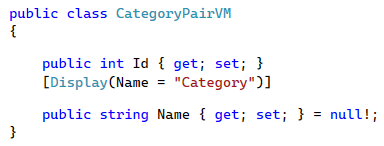 public class CategoryPairVM
{
public int Id { get; set; }
[Display(Name = "Category")]
public string Name { get; set; } = null!;
}